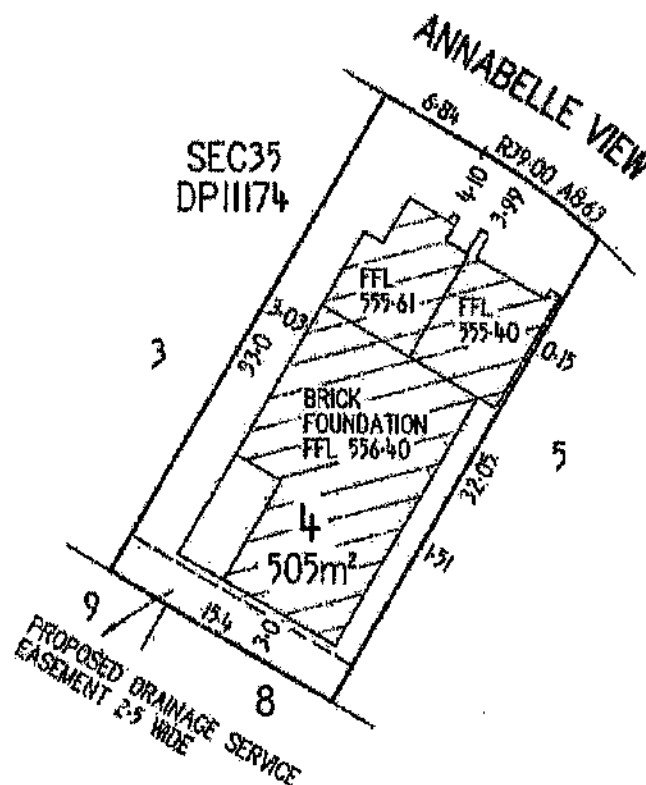 ANNABELLE VIEW
6·84
R79·00 A8·63
SEC35
DP11174
4·10
3·99
FFL
555·61
FFL
555·40
3·03
33·0
0·15
3
BRICK
FOUNDATION
FFL 556·40
5
32·05
4
505m²
1·51
9
15·4
3·0
PROPOSED DRAINAGE SERVICE
EASEMENT 2·5 WIDE
8